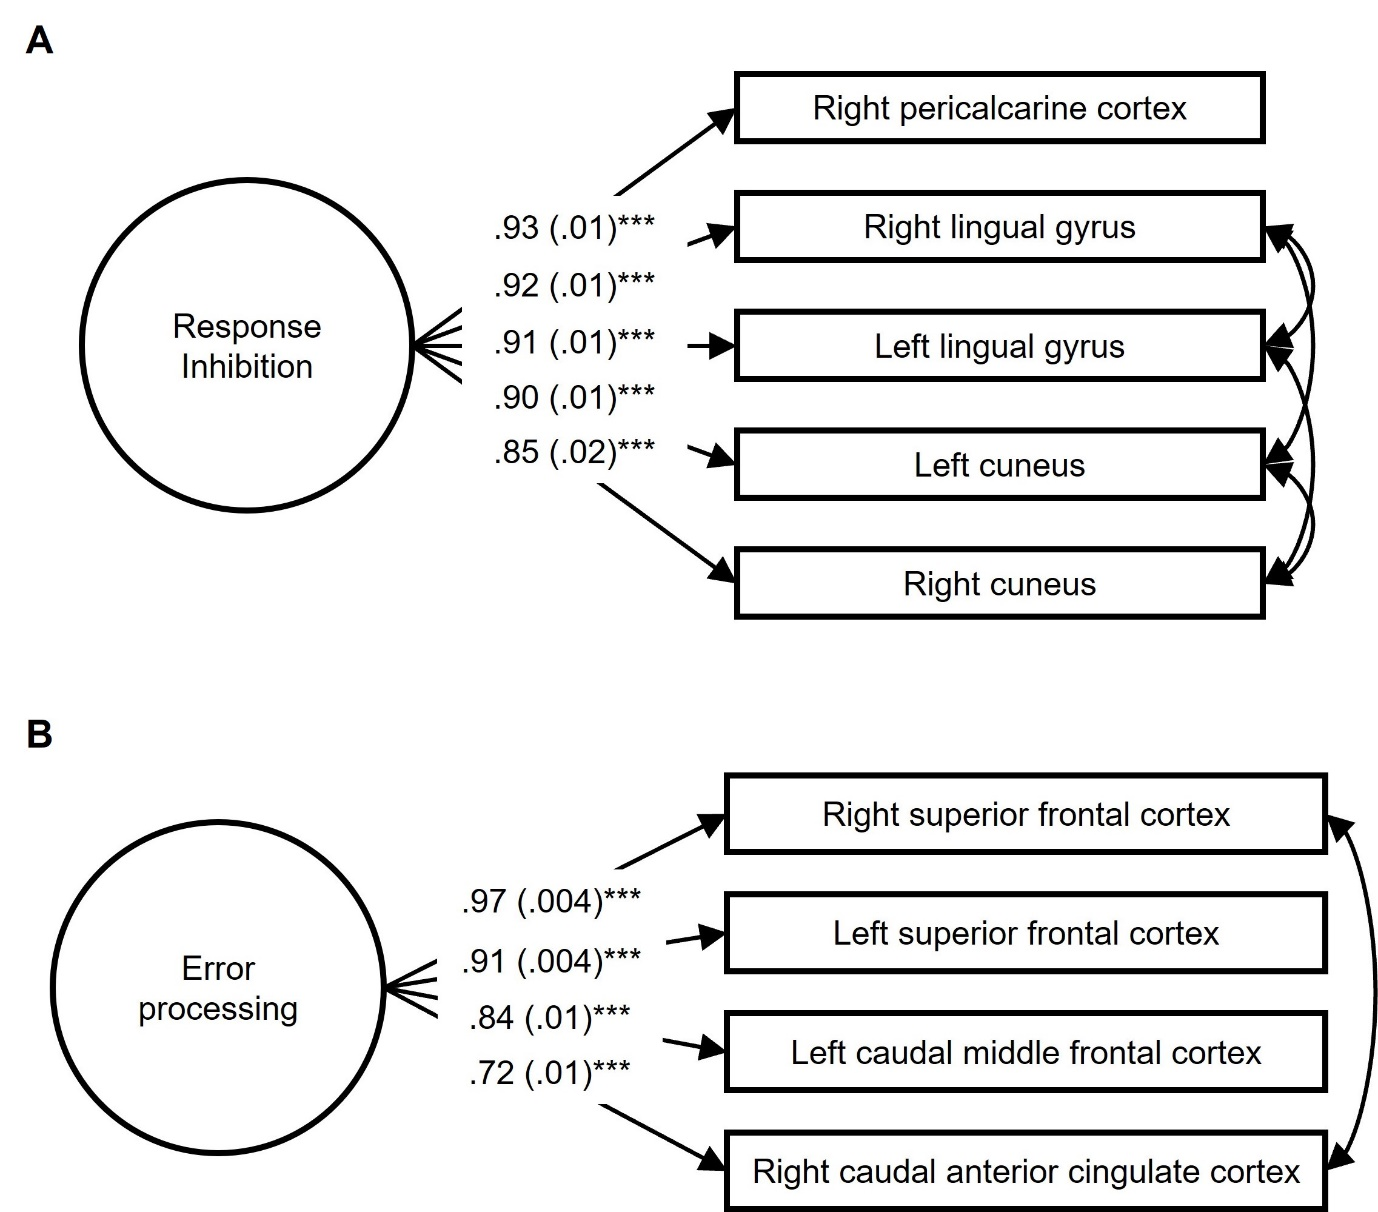 A
Right pericalcarine cortex
Right lingual gyrus
Left lingual gyrus
Left cuneus
Right cuneus
Response
Inhibition
.93 (.01)***
.92 (.01)***
.91 (.01)***
.90 (.01)***
.85 (.02)***
B
Right superior frontal cortex
Left superior frontal cortex
Left caudal middle frontal cortex
Right caudal anterior cingulate cortex
Error
processing
.97 (.004)***
.91 (.004)***
.84 (.01)***
.72 (.01)***